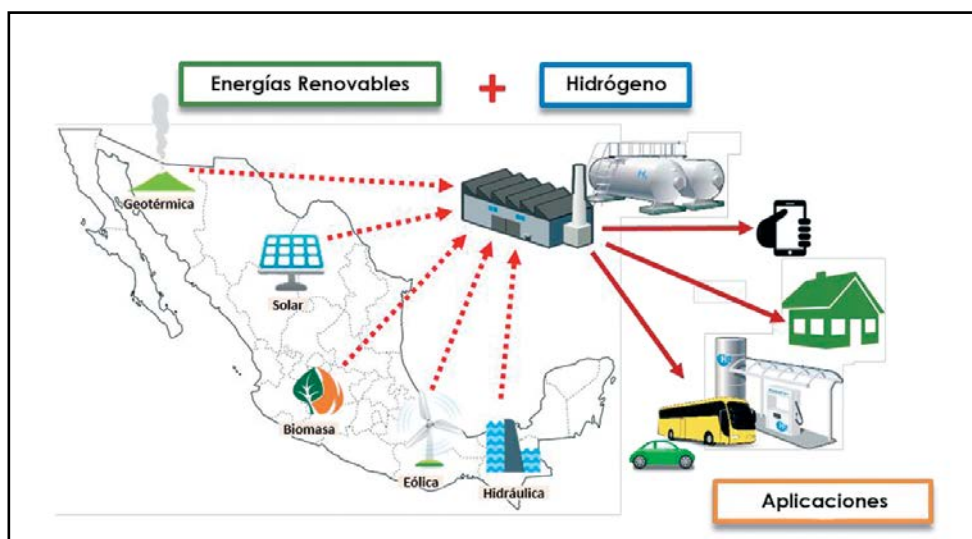 Energías Renovables
+
Hidrógeno
Geotérmica
Solar
Biomasa
Eólica
Hidráulica
Aplicaciones